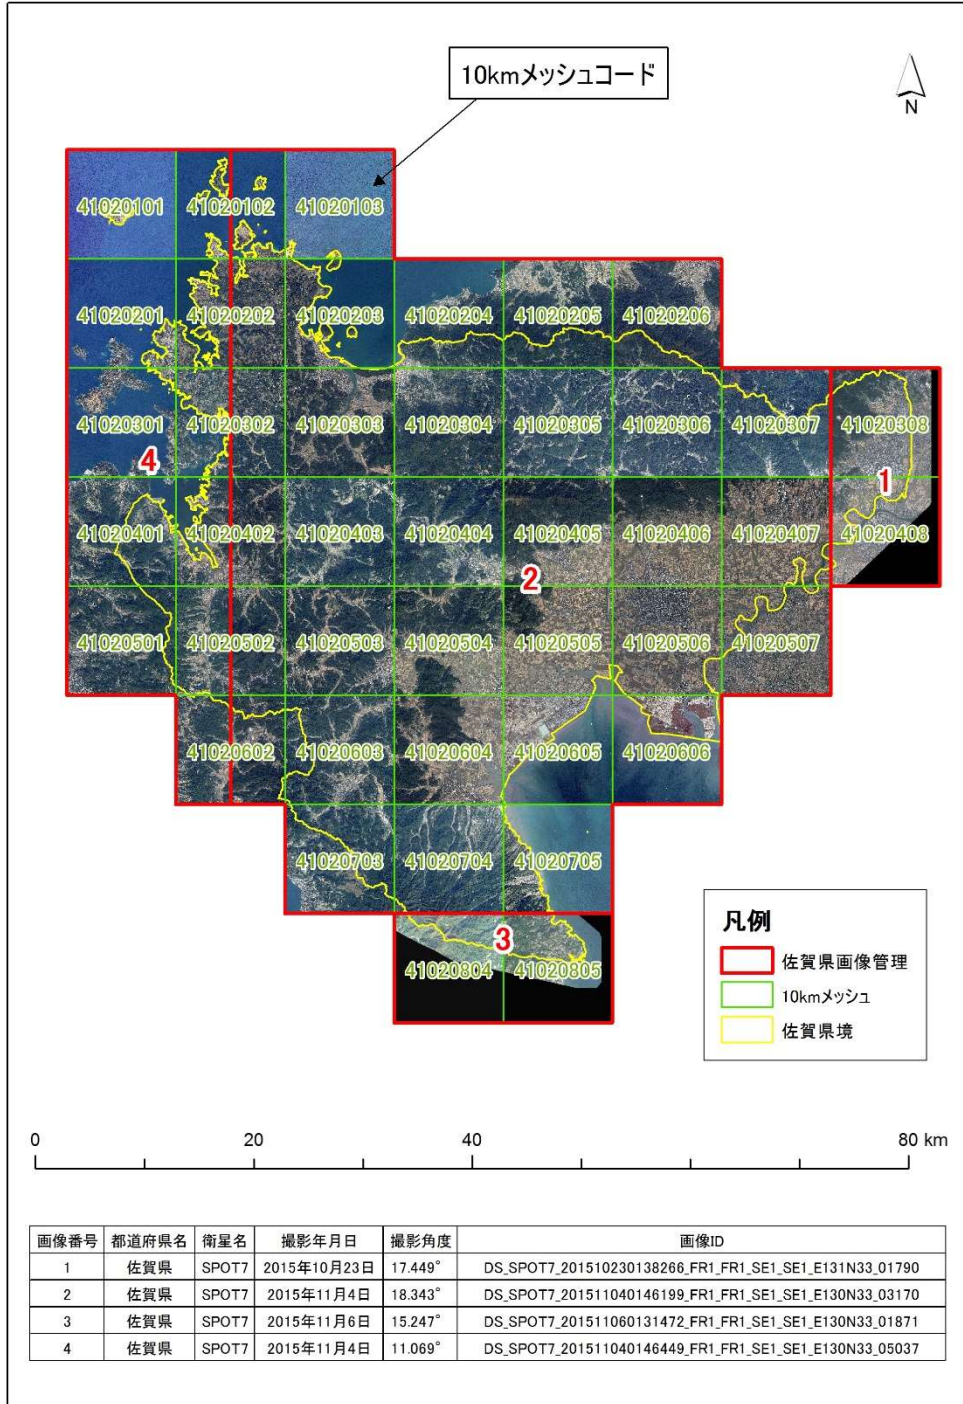 10kmメッシュコード
N
41020101 41020102 41020103
41020201 41020202 41020203 41020204 41020205 41020206
41020301 41020302 41020303 41020304 41020305 41020306 41020307 41020308
4
1
41020401 41020402 41020403 41020404 41020405 41020406 41020407 41020408
2
41020501 41020502 41020503 41020504 41020505 41020506 41020507
41020602 41020603 41020604 41020605 41020606
41020703 41020704 41020705
3
41020804 41020805
凡例
佐賀県画像管理
10kmメッシュ
佐賀県境
0 20 40 80 km
画像番号 都道府県名 衛星名 撮影年月日 撮影角度 画像ID
1 佐賀県 SPOT7 2015年10月23日 17.449° DS_SPOT7_201510230138266_FR1_FR1_SE1_SE1_E131N33_01790
2 佐賀県 SPOT7 2015年11月4日 18.343° DS_SPOT7_201511040146199_FR1_FR1_SE1_SE1_E130N33_03170
3 佐賀県 SPOT7 2015年11月6日 15.247° DS_SPOT7_201511060131472_FR1_FR1_SE1_SE1_E130N33_01871
4 佐賀県 SPOT7 2015年11月4日 11.069° DS_SPOT7_201511040146449_FR1_FR1_SE1_SE1_E130N33_05037